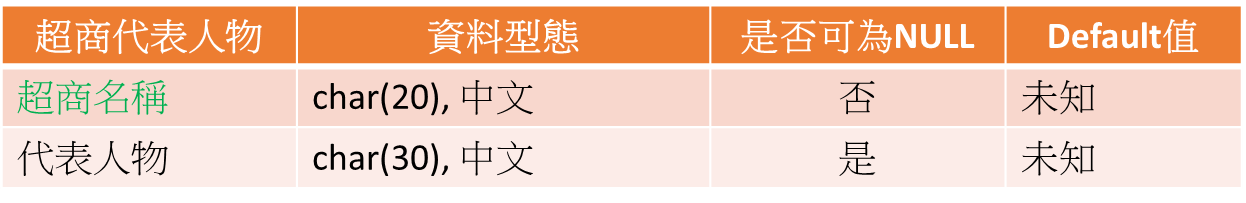 超商代表人物 資料型態 是否可為NULL Default值
超商名稱 char(20), 中文 否 未知
代表人物 char(30), 中文 是 未知